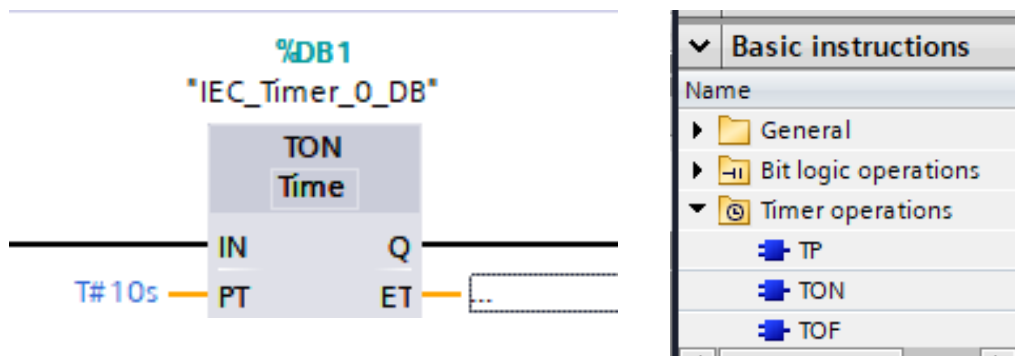 %DB1
"IEC_Timer_0_DB"
TON
Time
IN Q
T#10s PT ET ...
Basic instructions
Name
General
Bit logic operations
Timer operations
TP
TON
TOF